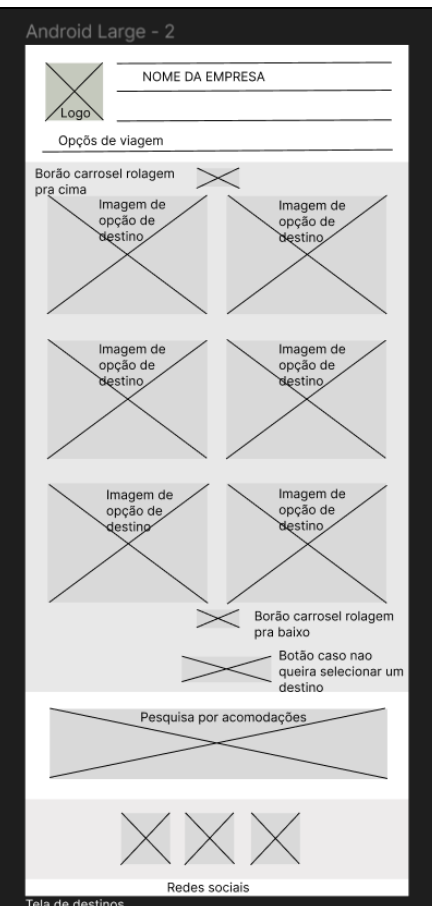 Android Large - 2
NOME DA EMPRESA
Logo
Opçõs de viagem
Borão carrosel rolagem
pra cima
Imagem de
opção de
destino
Imagem de
opção de
destino
Imagem de
opção de
destino
Imagem de
opção de
destino
Imagem de
opção de
destino
Imagem de
opção de
destino
Borão carrosel rolagem
pra baixo
Botão caso nao
queira selecionar um
destino
Pesquisa por acomodações
Redes sociais
Tela de destinos